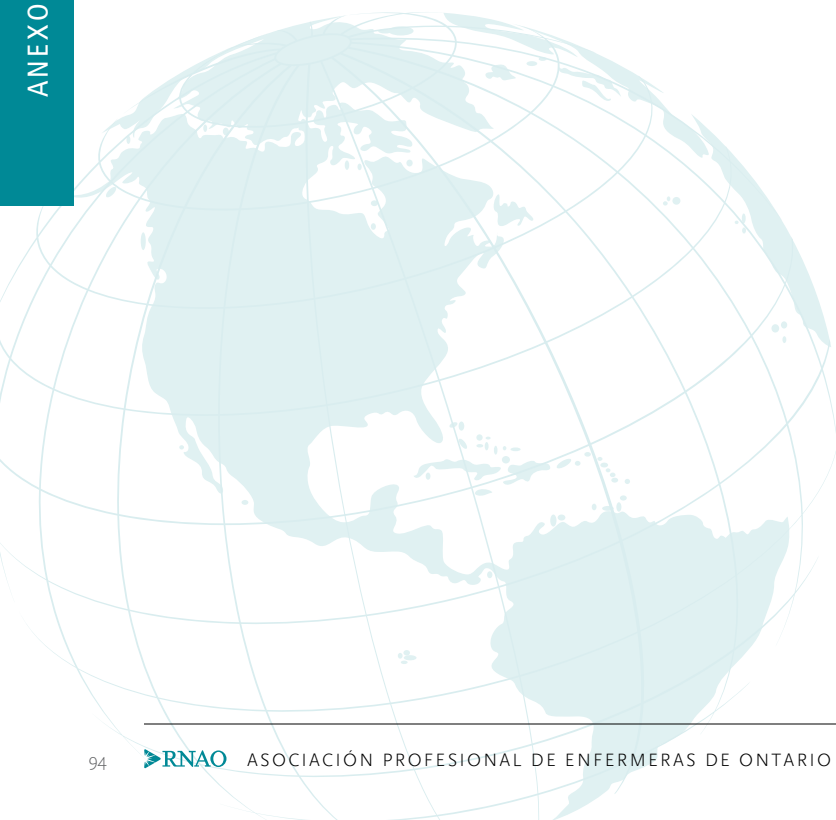 ANEXO
94 RNAO ASOCIACIÓN PROFESIONAL DE ENFERMERAS DE ONTARIO